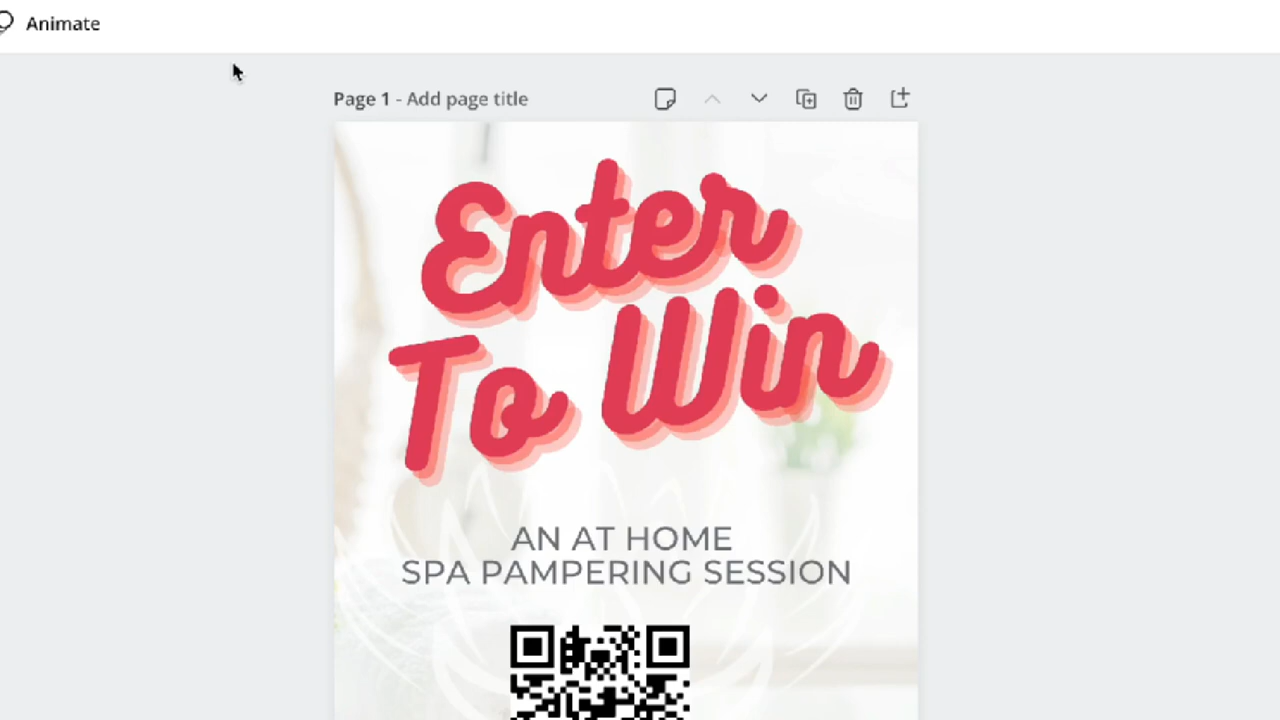 Animate
Page 1 - Add page title
Enter
To Win
AN AT HOME
SPA PAMPERING SESSION